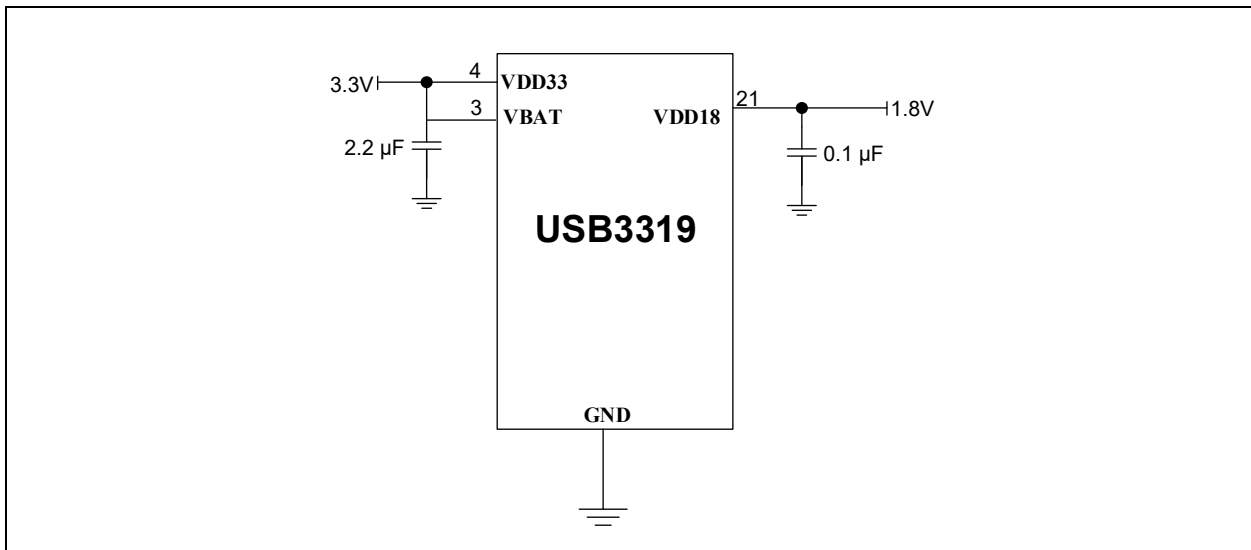 4
3.3V
VDD33
21
3
VBAT
VDD18
1.8V
2.2 µF
0.1 µF
USB3319
GND